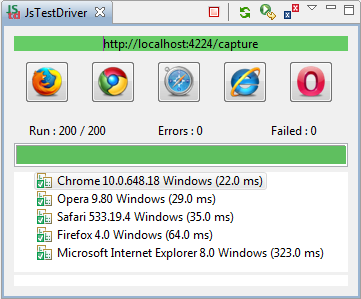 JsTestDriver
http://localhost:4224/capture
Run : 200 / 200 Errors : 0 Failed : 0
Chrome 10.0.648.18 Windows (22.0 ms)
Opera 9.80 Windows (29.0 ms)
Safari 533.19.4 Windows (35.0 ms)
Firefox 4.0 Windows (64.0 ms)
Microsoft Internet Explorer 8.0 Windows (323.0 ms)